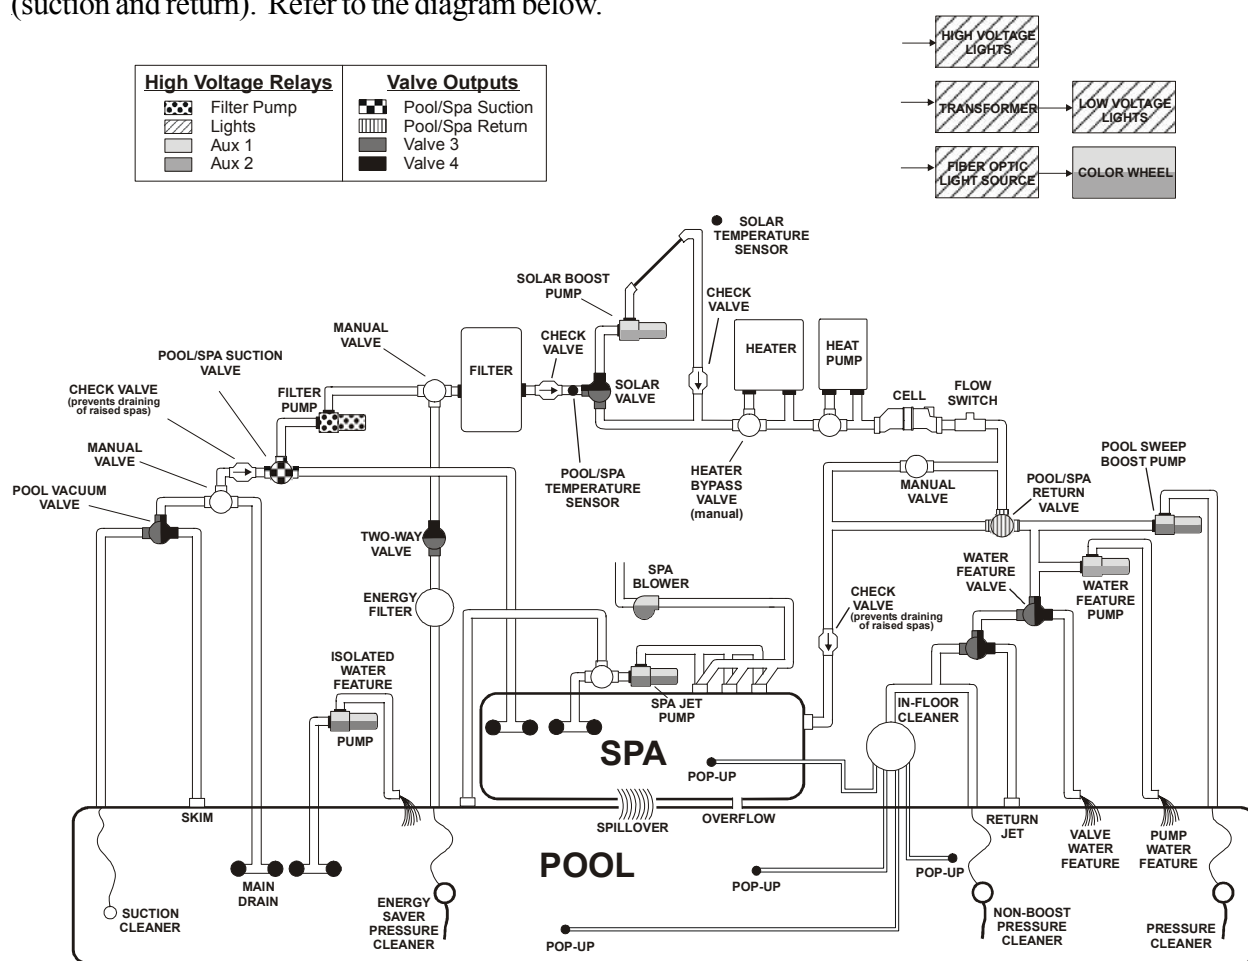 (suction and return).  Refer to the diagram below.
HIGH VOLTAGE
LIGHTS
TRANSFORMER
LOW VOLTAGE
LIGHTS
FIBER OPTIC
LIGHT SOURCE
COLOR WHEEL
High Voltage Relays
Filter Pump
Lights
Aux 1
Aux 2
Valve Outputs
Pool/Spa Suction
Pool/Spa Return
Valve 3
Valve 4
SOLAR
TEMPERATURE
SENSOR
SOLAR BOOST
PUMP
CHECK
VALVE
MANUAL
VALVE
CHECK
VALVE
HEATER
HEAT
PUMP
POOL/SPA SUCTION
VALVE
FILTER
SOLAR
VALVE
CHECK VALVE
(prevents draining
of raised spas)
FILTER
PUMP
CELL
FLOW
SWITCH
MANUAL
VALVE
POOL VACUUM
VALVE
POOL/SPA
TEMPERATURE
SENSOR
HEATER
BYPASS
VALVE
(manual)
MANUAL
VALVE
POOL/SPA
RETURN
VALVE
POOL SWEEP
BOOST PUMP
TWO-WAY
VALVE
ENERGY
FILTER
SPA
BLOWER
WATER
FEATURE
VALVE
WATER
FEATURE
PUMP
CHECK
VALVE
(prevents draining
of raised spas)
ISOLATED
WATER
FEATURE
PUMP
SPA JET
PUMP
IN-FLOOR
CLEANER
SPA
POP-UP
SKIM
SPILLOVER
OVERFLOW
RETURN
JET
VALVE
WATER
FEATURE
PUMP
WATER
FEATURE
POOL
MAIN
DRAIN
POP-UP
POP-UP
SUCTION
CLEANER
ENERGY
SAVER
PRESSURE
CLEANER
POP-UP
NON-BOOST
PRESSURE
CLEANER
PRESSURE
CLEANER